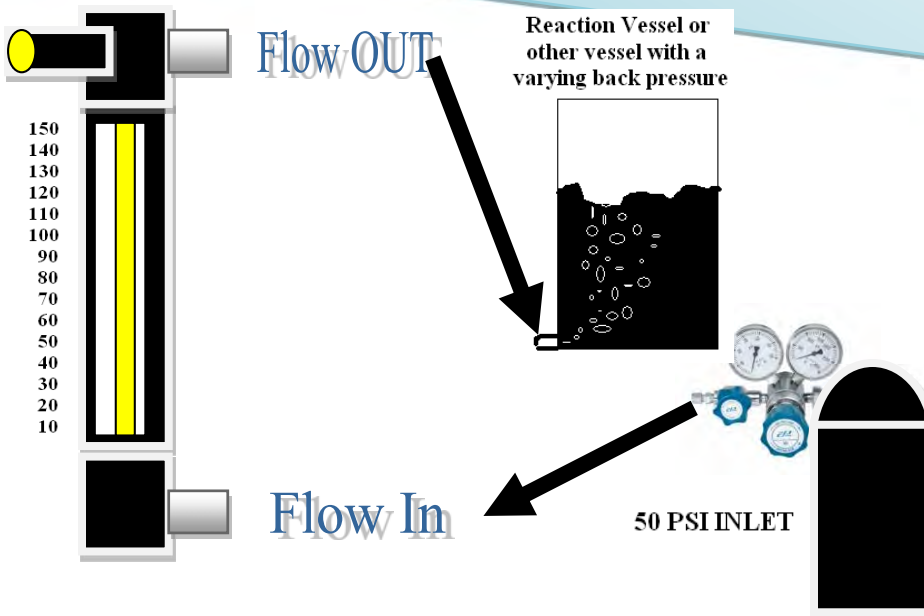 Flow OUT
Reaction Vessel or
other vessel with a
varying back pressure
150
140
130
120
110
100
90
80
70
60
50
40
30
20
10
Flow In
50 PSI INLET